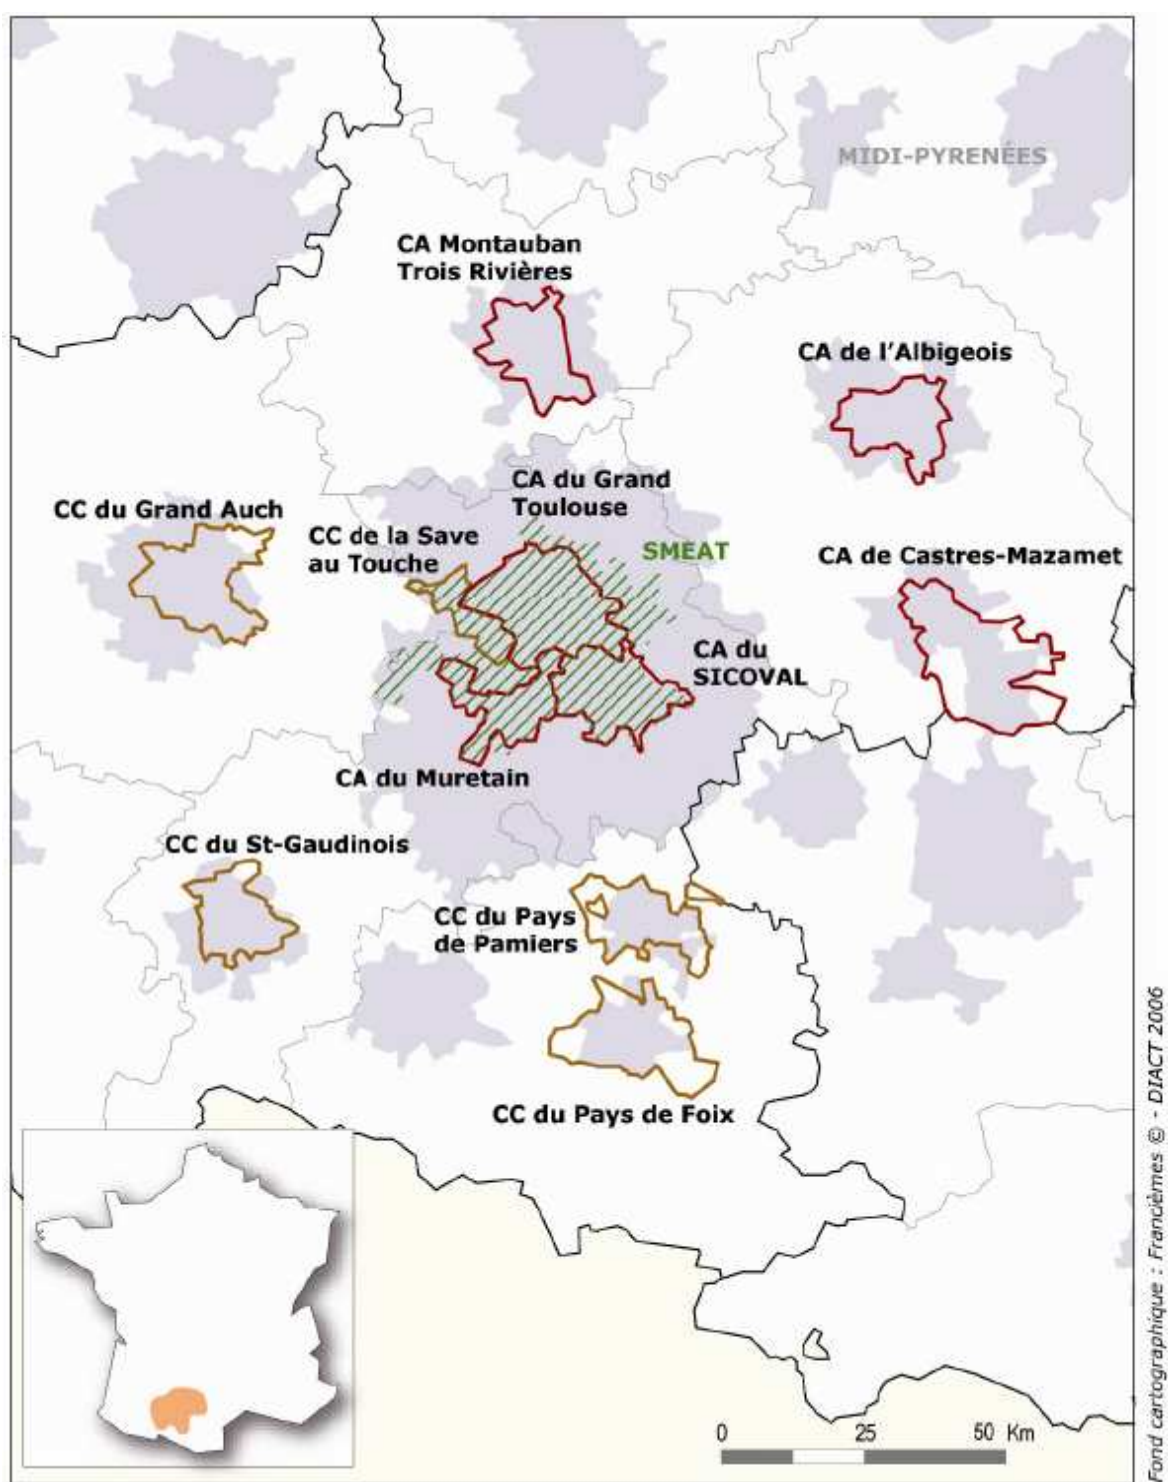 MIDI-PYRENÉES
CA Montauban
Trois Rivières
CA de l'Albigeois
CA du Grand
Toulouse
CC du Grand Auch
CC de la Save
au Touche
SMEAT
CA de Castres-Mazamet
CA du
SICOVAL
CA du Muretain
CC du St-Gaudinois
CC du Pays
de Pamiers
CC du Pays de Foix
0 25 50 Km
Fond cartographique : Francièmes © - DIACT 2006